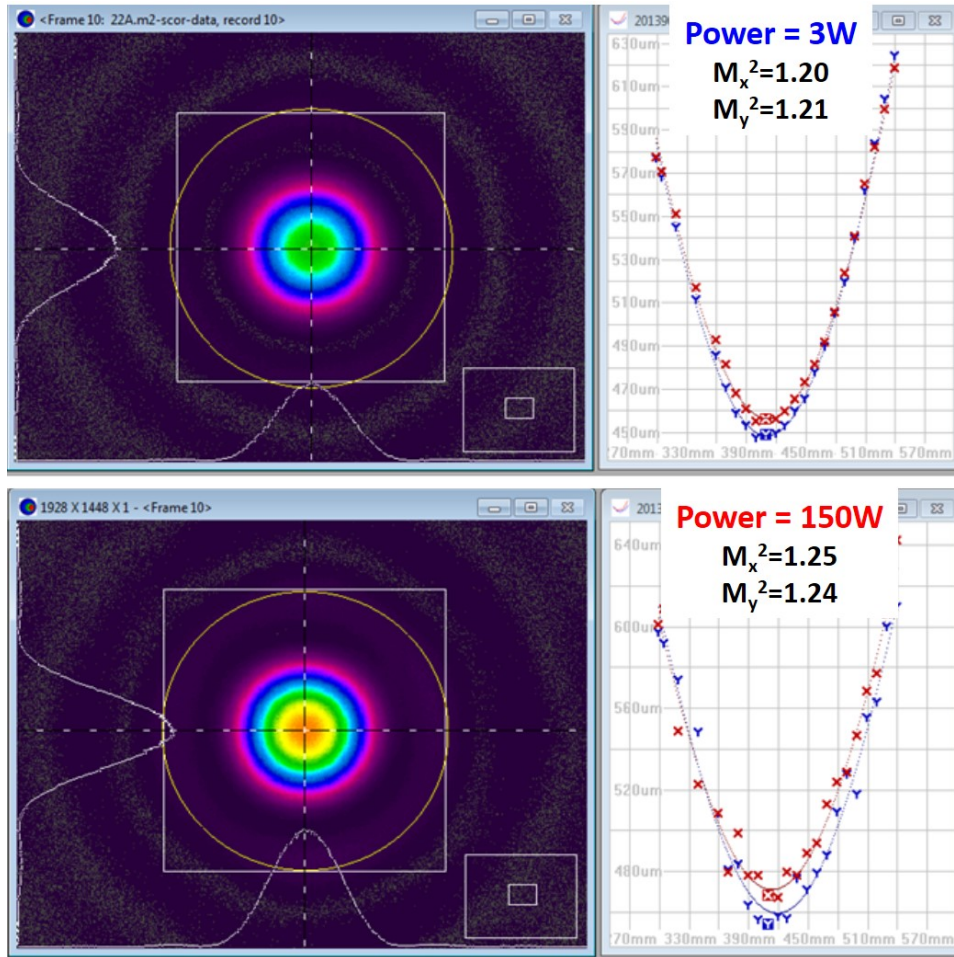 <Frame 10: 22A.m2-scor-data, record 10>
Power = 3W
Mx²=1.20
My²=1.21
630um
610um
590um
570um
550um
530um
510um
490um
470um
450um
70mm 330mm 390mm 450mm 510mm 570mm
1928 X 1448 X 1 - <Frame 10>
Power = 150W
Mx²=1.25
My²=1.24
640um
600um
560um
520um
480um
70mm 330mm 390mm 450mm 510mm 570mm